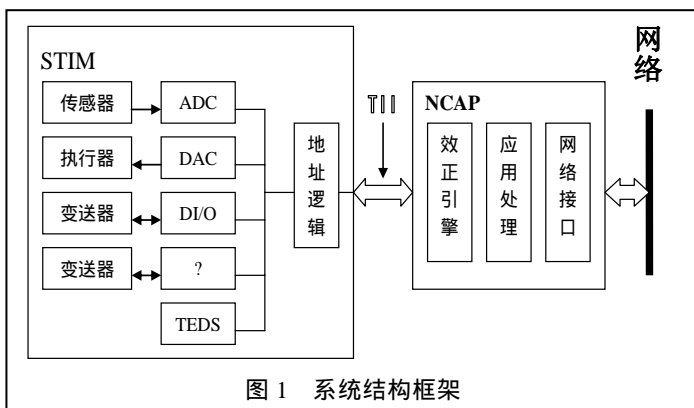 STIM
传感器
ADC
执行器
DAC
变送器
DI/O
变送器
?
TEDS
地址逻辑
TII
NCAP
效正引擎
应用处理
网络接口
网络
图 1 系统结构框架